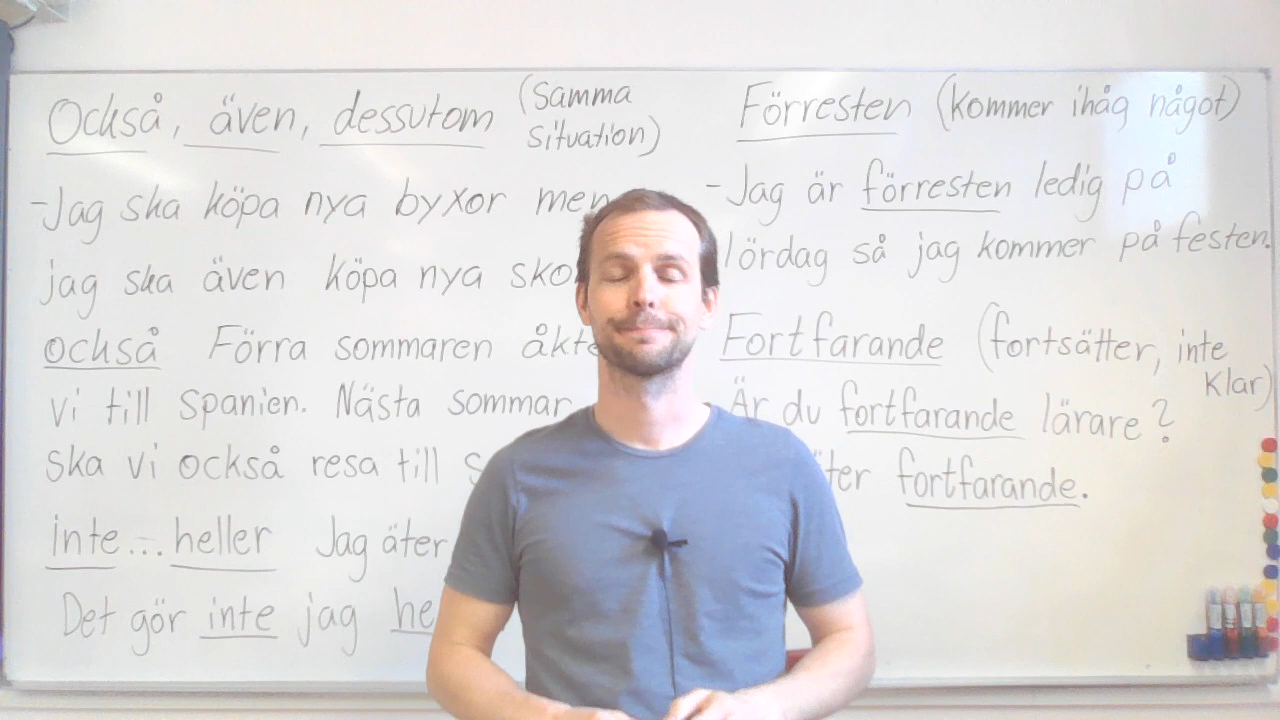 Också, även, dessutom (Samma
situation)
-Jag ska köpa nya byxor men
jag ska även köpa nya
också Förra sommaren åkte
vi till Spanien. Nästa sommar
ska vi också resa till
inte...heller Jag äter
Det gör inte jag
Förresten (kommer ihåg något)
-Jag är förresten ledig på
lördag så jag kommer på festen.
Fortfarande (fortsätter, inte
klar)
Är du fortfarande lärare?
fortfarande.